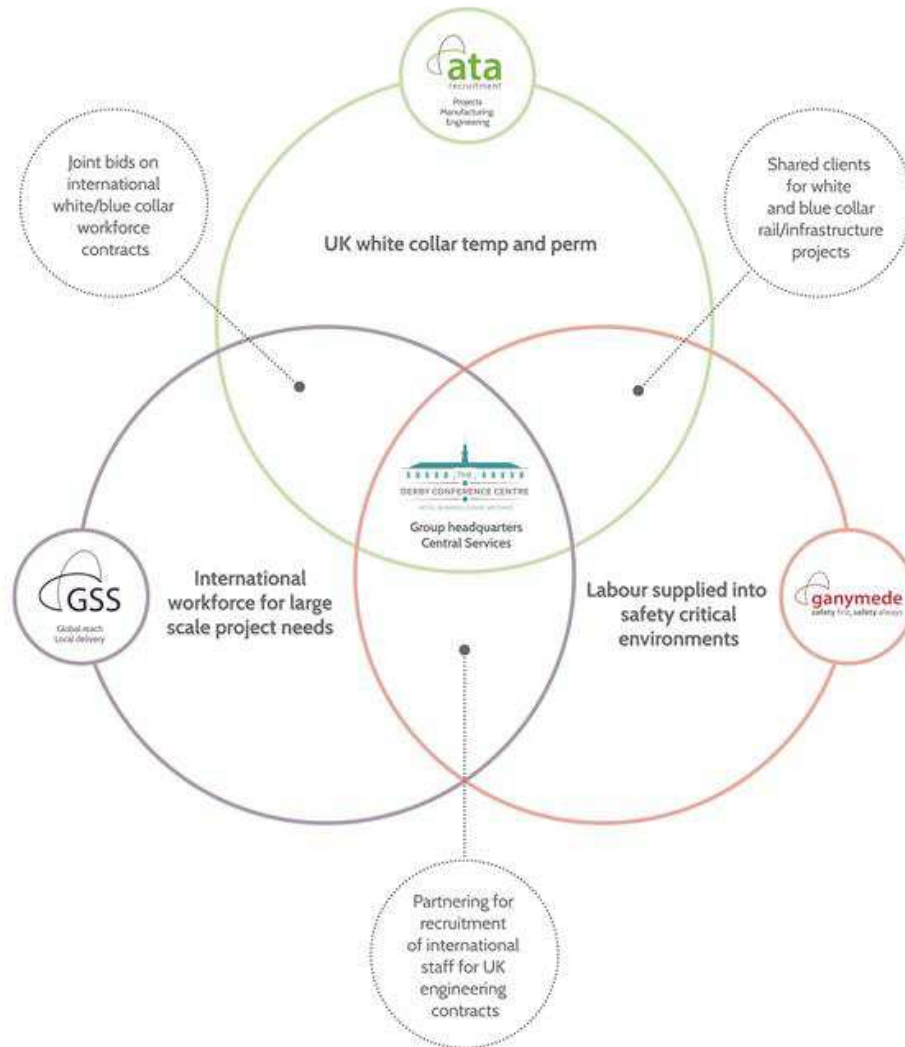 ata
recruitment
Projects
Manufacturing
Engineering
Joint bids on
international
white/blue collar
workforce
contracts
Shared clients
for white
and blue collar
rail/infrastructure
projects
UK white collar temp and perm
THE
DERBY CONFERENCE CENTRE
Group headquarters
Central Services
GSS
Global reach
Local delivery
International
workforce for large
scale project needs
Labour supplied into
safety critical
environments
ganymede
safety first, safety always
Partnering for
recruitment
of international
staff for UK
engineering
contracts